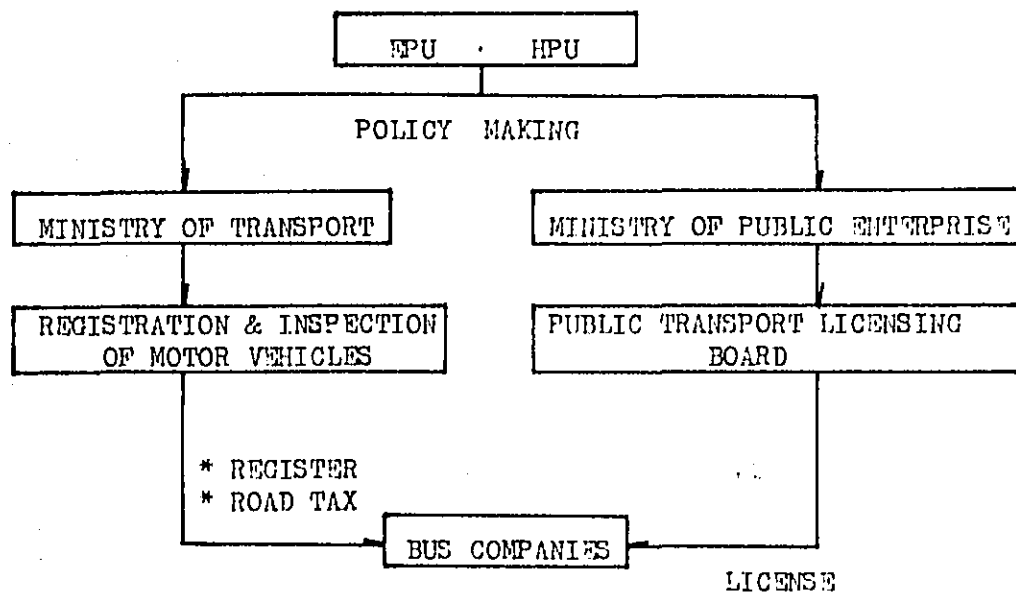 EPU · HPU
POLICY MAKING
MINISTRY OF TRANSPORT
MINISTRY OF PUBLIC ENTERPRISE
REGISTRATION & INSPECTION
OF MOTOR VEHICLES
PUBLIC TRANSPORT LICENSING
BOARD
* REGISTER
* ROAD TAX
BUS COMPANIES
LICENSE